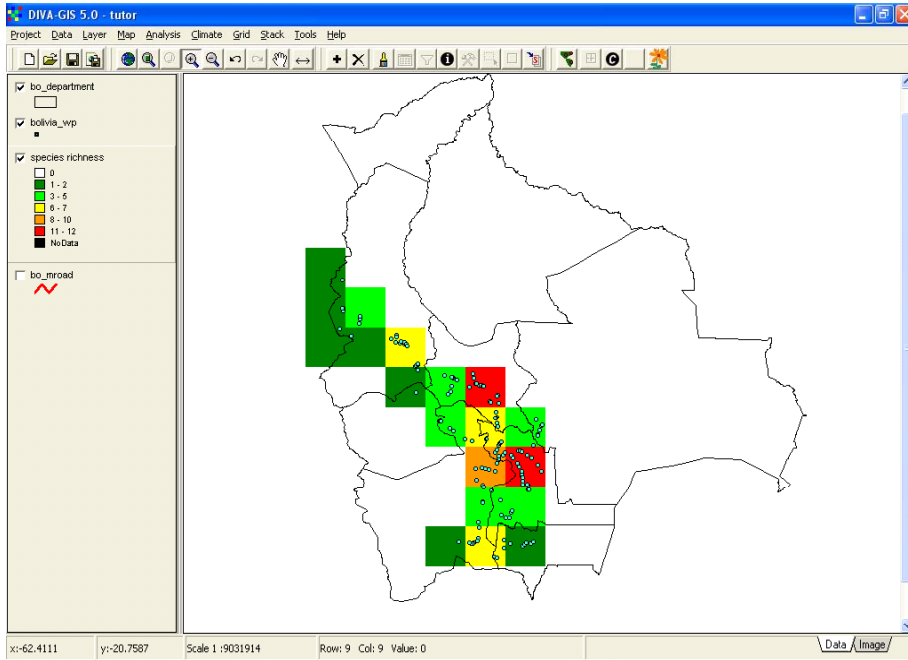 DIVA-GIS 5.0 - tutor
Project Data Layer Map Analysis Climate Grid Stack Tools Help
bo_department
bolivia_wp
species richness
0
1 - 2
3 - 5
6 - 7
8 - 10
11 - 12
NoData
bo_mroad
x:-62.4111 y:-20.7587 Scale 1 :9031914 Row: 9 Col: 9 Value: 0 Data Image